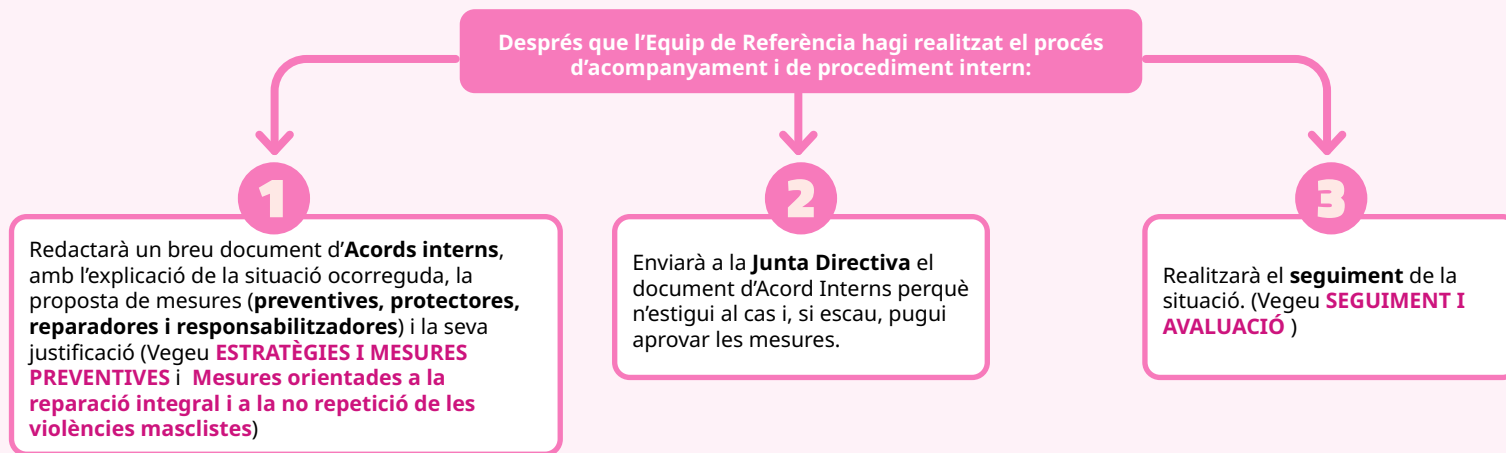 Després que l’Equip de Referència hagi realitzat el procés
d’acompanyament i de procediment intern:
1
Redactarà un breu document d’Acords interns,
amb l’explicació de la situació ocorreguda, la
proposta de mesures (preventives, protectores,
reparadores i responsabilitzadores) i la seva
justificació (Vegeu ESTRATÈGIES I MESURES
PREVENTIVES i Mesures orientades a la
reparació integral i a la no repetició de les
violències masclistes)
2
Enviarà a la Junta Directiva el
document d’Acord Interns perquè
n’estigui al cas i, si escau, pugui
aprovar les mesures.
3
Realitzarà el seguiment de la
situació. (Vegeu SEGUIMENT I
AVALUACIÓ )